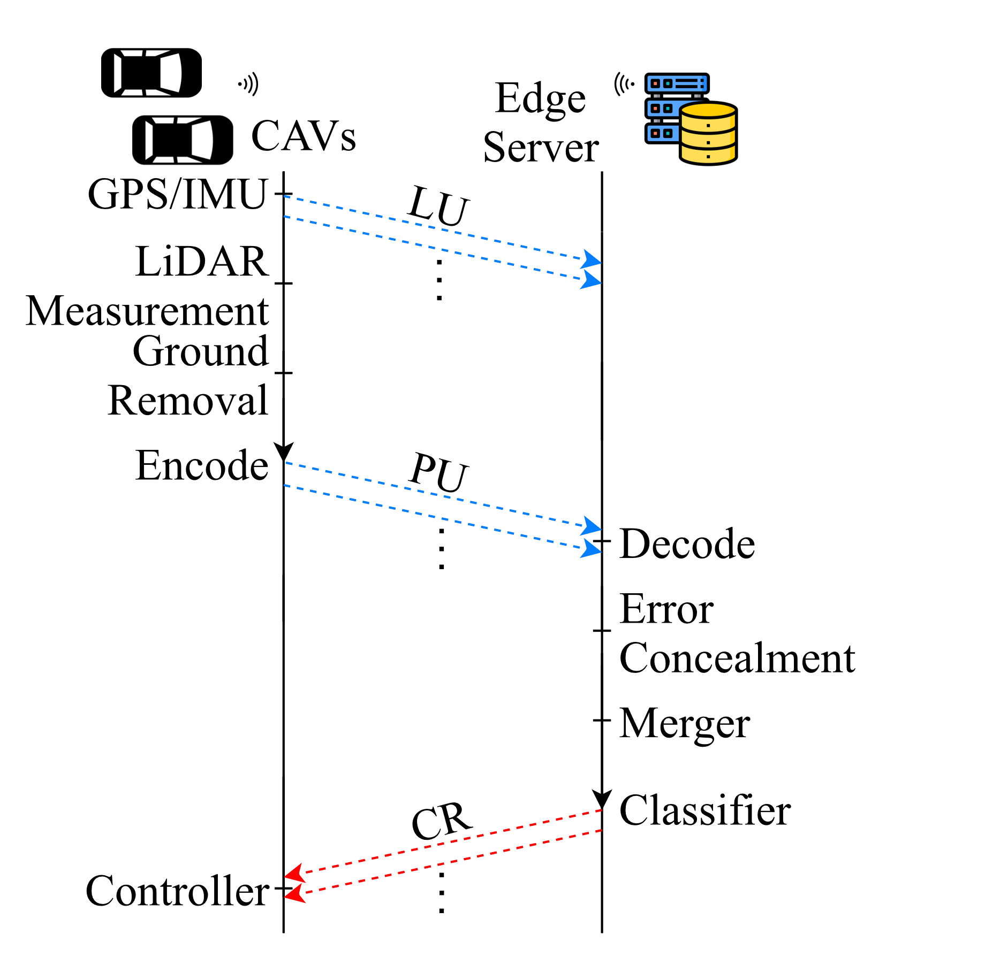 CAVs
Edge
Server
GPS/IMU
LU
LiDAR
Measurement
Ground
Removal
Encode
PU
Decode
Error
Concealment
Merger
Classifier
CR
Controller